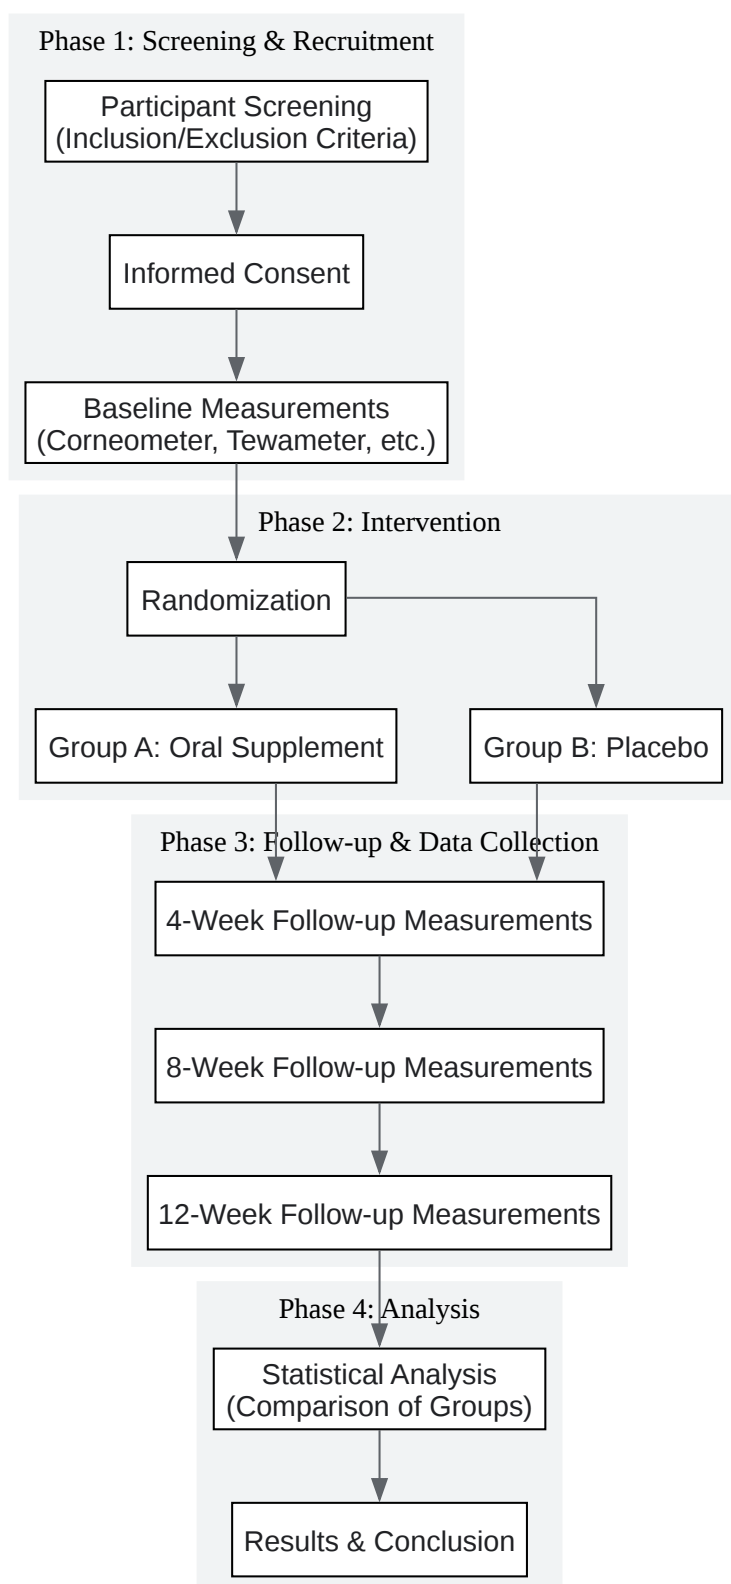 Phase 1: Screening & Recruitment
Participant Screening
(Inclusion/Exclusion Criteria)
Informed Consent
Baseline Measurements
(Corneometer, Tewameter, etc.)
Phase 2: Intervention
Randomization
Group A: Oral Supplement
Group B: Placebo
Phase 3: Follow-up & Data Collection
4-Week Follow-up Measurements
8-Week Follow-up Measurements
12-Week Follow-up Measurements
Phase 4: Analysis
Statistical Analysis
(Comparison of Groups)
Results & Conclusion